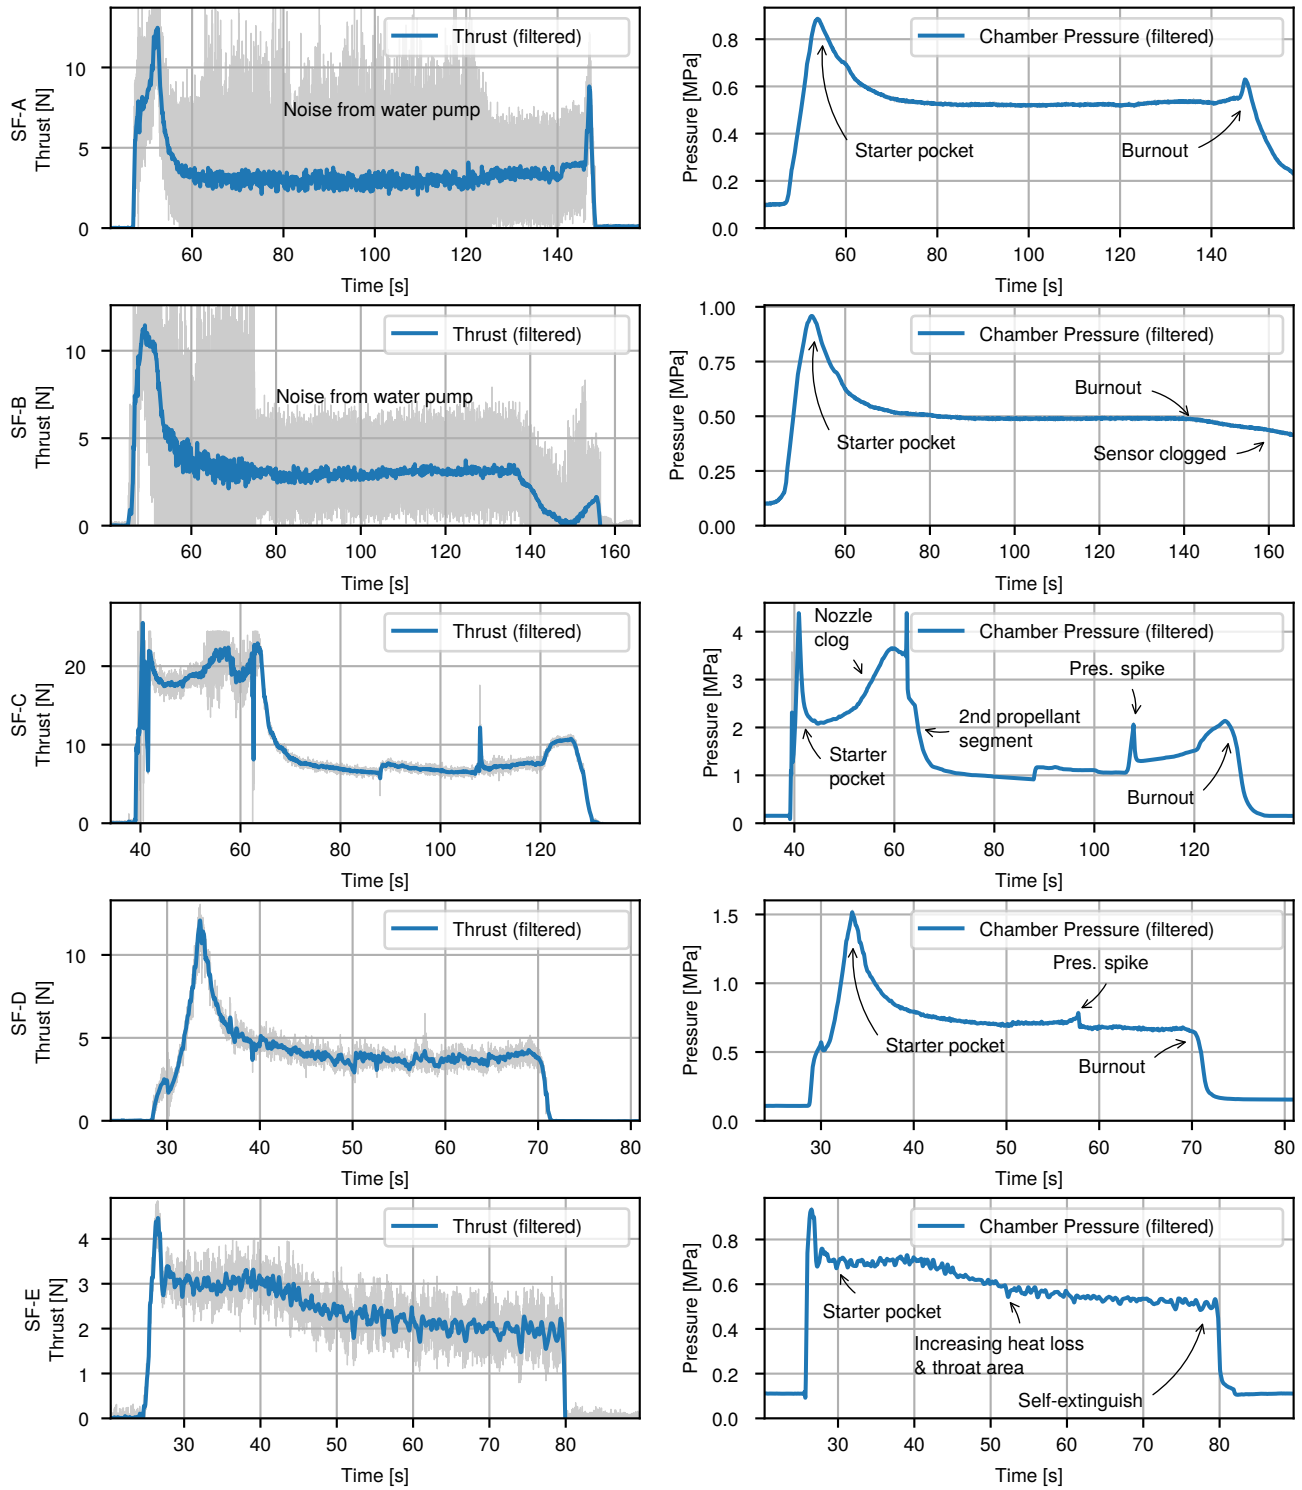 SF-A
Thrust [N]
10
5
0
60
80
100
120
140
Time [s]
Thrust (filtered)
Noise from water pump
Pressure [MPa]
0.8
0.6
0.4
0.2
0.0
60
80
100
120
140
Time [s]
Chamber Pressure (filtered)
Starter pocket
Burnout
SF-B
Thrust [N]
10
5
0
60
80
100
120
140
160
Time [s]
Thrust (filtered)
Noise from water pump
Pressure [MPa]
1.00
0.75
0.50
0.25
0.00
60
80
100
120
140
160
Time [s]
Chamber Pressure (filtered)
Burnout
Starter pocket
Sensor clogged
SF-C
Thrust [N]
20
10
0
40
60
80
100
120
Time [s]
Thrust (filtered)
Pressure [MPa]
4
3
2
1
0
40
60
80
100
120
Time [s]
Nozzle
clog
Chamber Pressure (filtered)
Pres. spike
2nd propellant
segment
Starter
pocket
Burnout
SF-D
Thrust [N]
10
5
0
30
40
50
60
70
80
Time [s]
Thrust (filtered)
Pressure [MPa]
1.5
1.0
0.5
0.0
30
40
50
60
70
80
Time [s]
Chamber Pressure (filtered)
Pres. spike
Starter pocket
Burnout
SF-E
Thrust [N]
4
3
2
1
0
30
40
50
60
70
80
Time [s]
Thrust (filtered)
Pressure [MPa]
0.8
0.6
0.4
0.2
0.0
30
40
50
60
70
80
Time [s]
Chamber Pressure (filtered)
Starter pocket
Increasing heat loss
& throat area
Self-extinguish